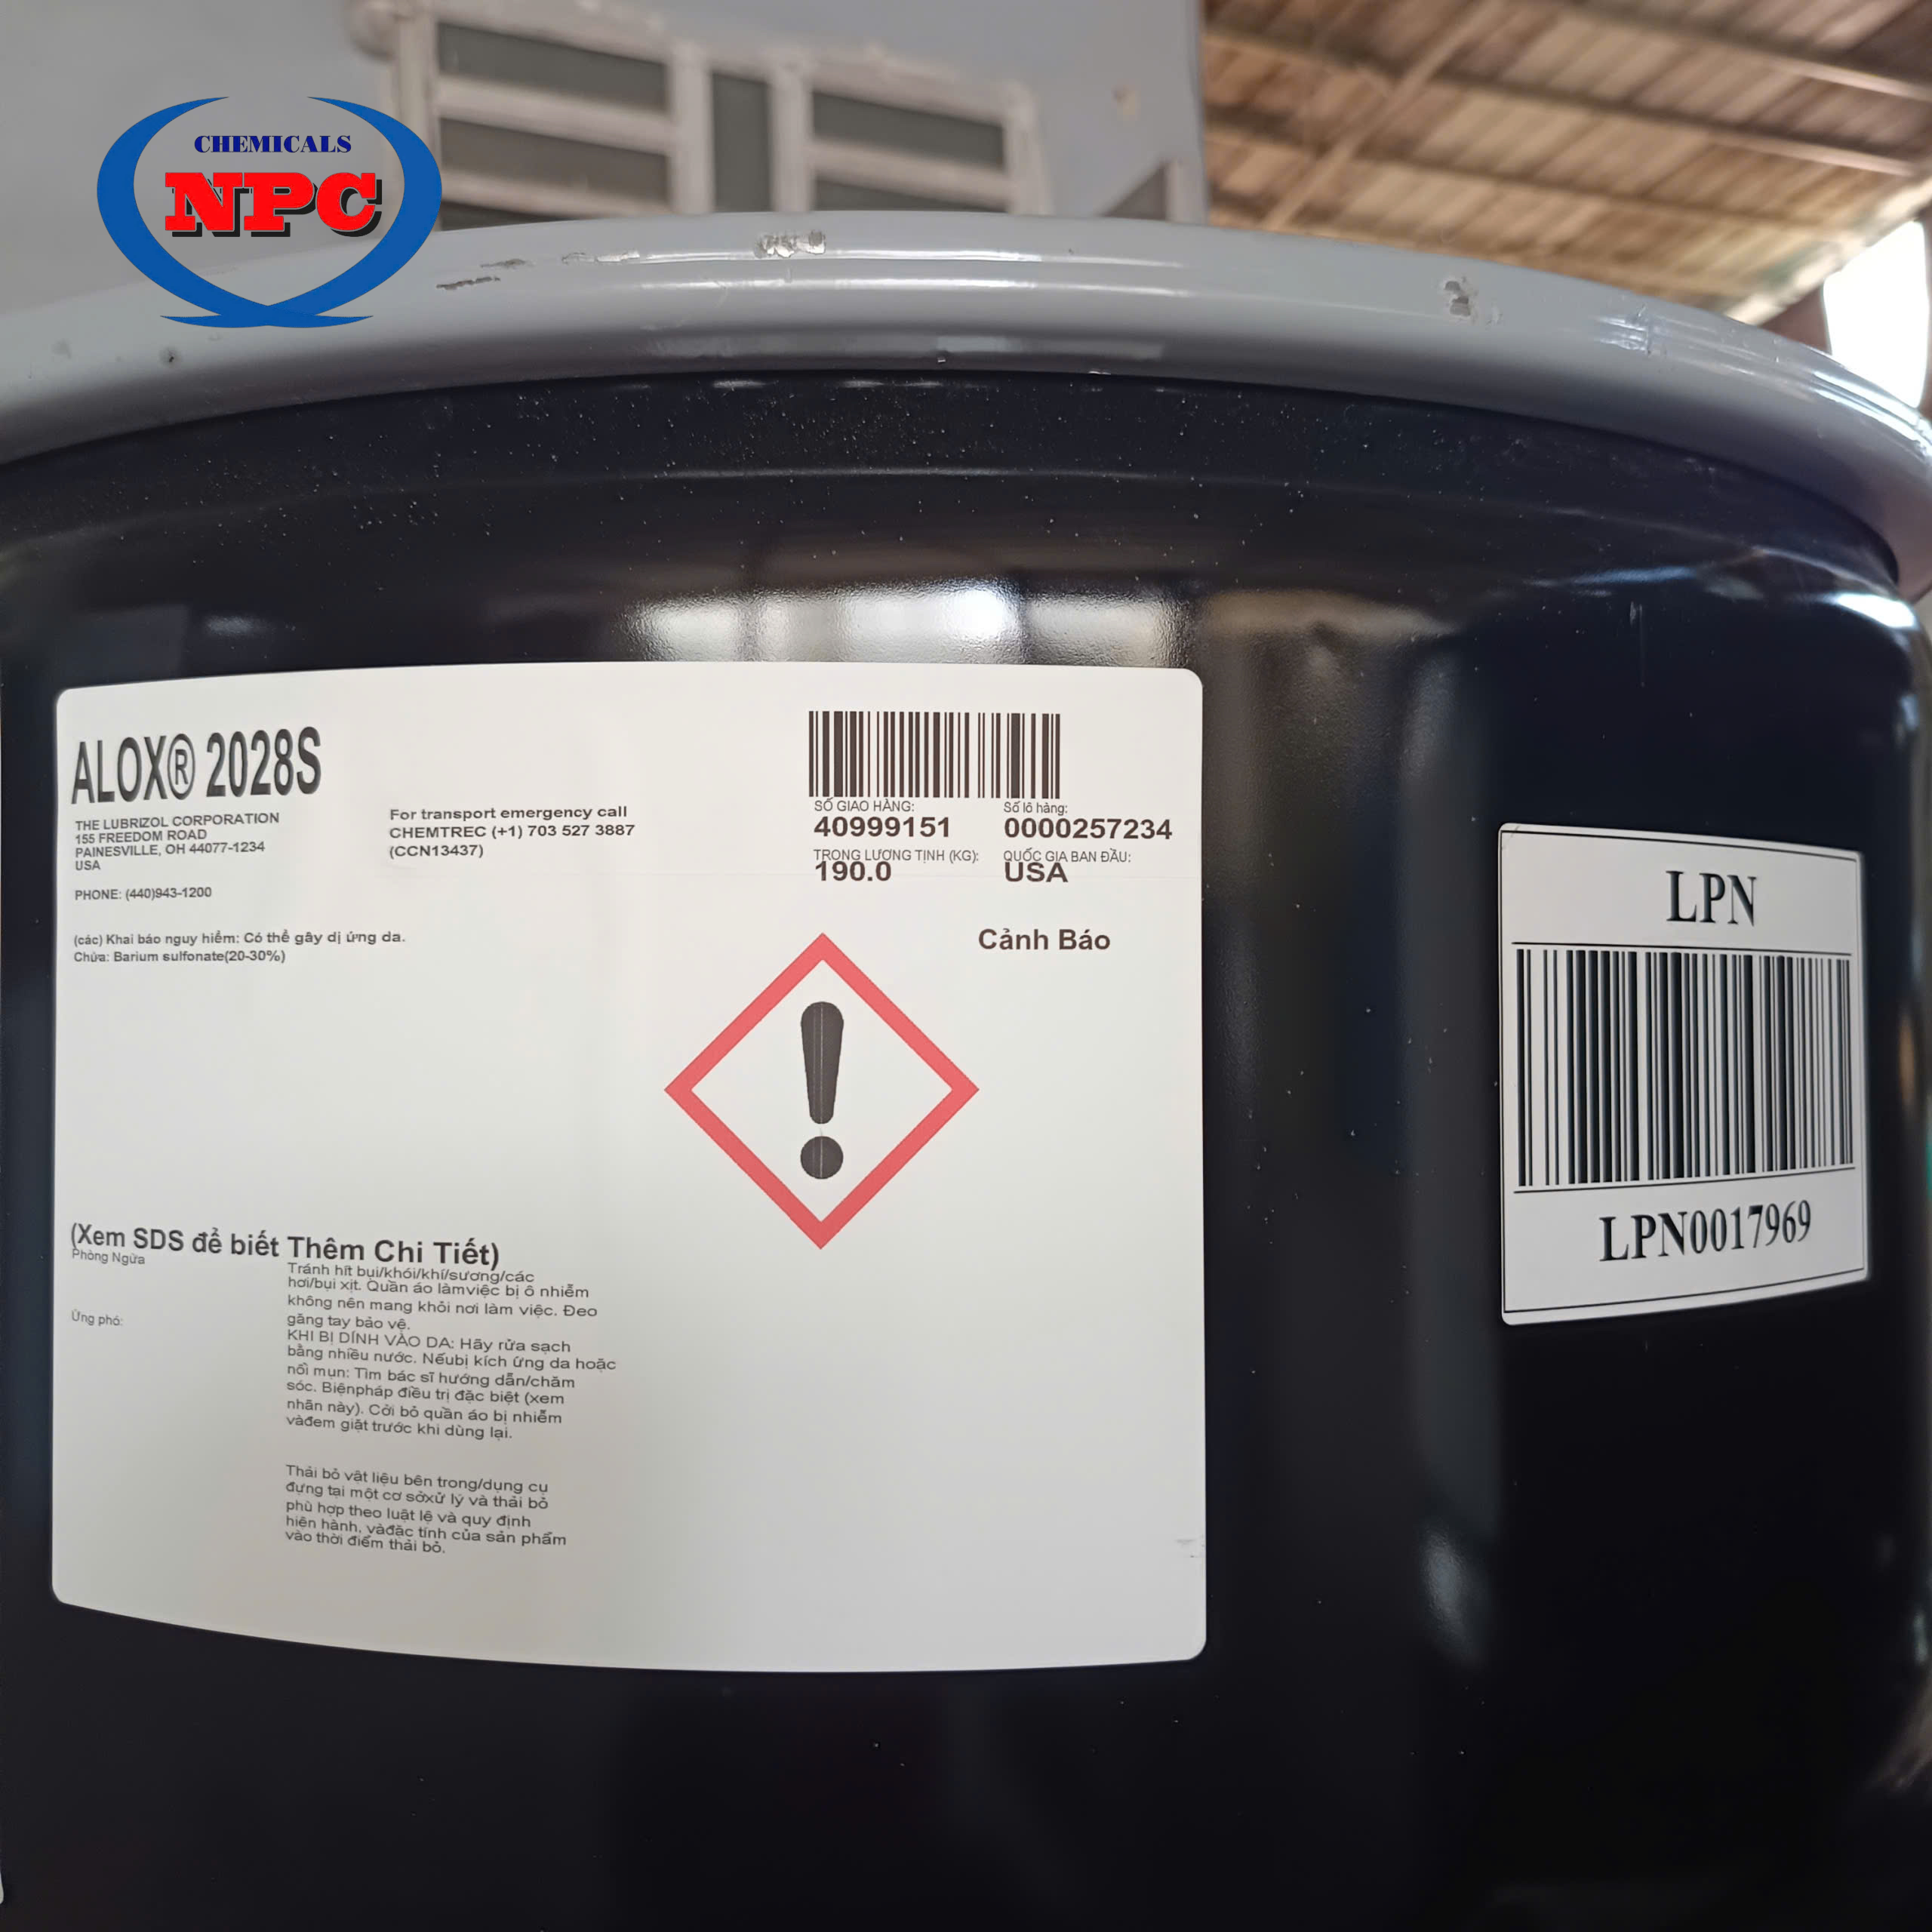 CHEMICALS
NPC
ALOX® 2028S
THE LUBRIZOL CORPORATION
155 FREEDOM ROAD
PAINESVILLE, OH 44077-1234
USA
PHONE: (440)943-1200
For transport emergency call
CHEMTREC (+1) 703 527 3887
(CCN13437)
SỐ GIAO HÀNG:
40999151
Số lô hàng:
0000257234
TRỌNG LƯỢNG TỊNH (KG):
190.0
QUỐC GIA BAN ĐẦU:
USA
(các) Khai báo nguy hiểm: Có thể gây dị ứng da.
Chứa: Barium sulfonate(20-30%)
Cảnh Báo
(Xem SDS để biết Thêm Chi Tiết)
Phòng Ngừa
Tránh hít bụi/khói/khí/sương/các
hơi/bụi xịt. Quần áo làmviệc bị ô nhiễm
không nên mang khỏi nơi làm việc. Đeo
găng tay bảo vệ.
Ứng phó:
KHI BỊ DÍNH VÀO DA: Hãy rửa sạch
bằng nhiều nước. Nếubị kích ứng da hoặc
nổi mụn: Tìm bác sĩ hướng dẫn/chăm
sóc. Biệnpháp điều trị đặc biệt (xem
nhãn này). Cởi bỏ quần áo bị nhiễm
vàđem giặt trước khi dùng lại.
Thải bỏ vật liệu bên trong/dụng cụ
đựng tại một cơ sởxử lý và thải bỏ
phù hợp theo luật lệ và quy định
hiện hành, vàđặc tính của sản phẩm
vào thời điểm thải bỏ.
LPN
LPN0017969